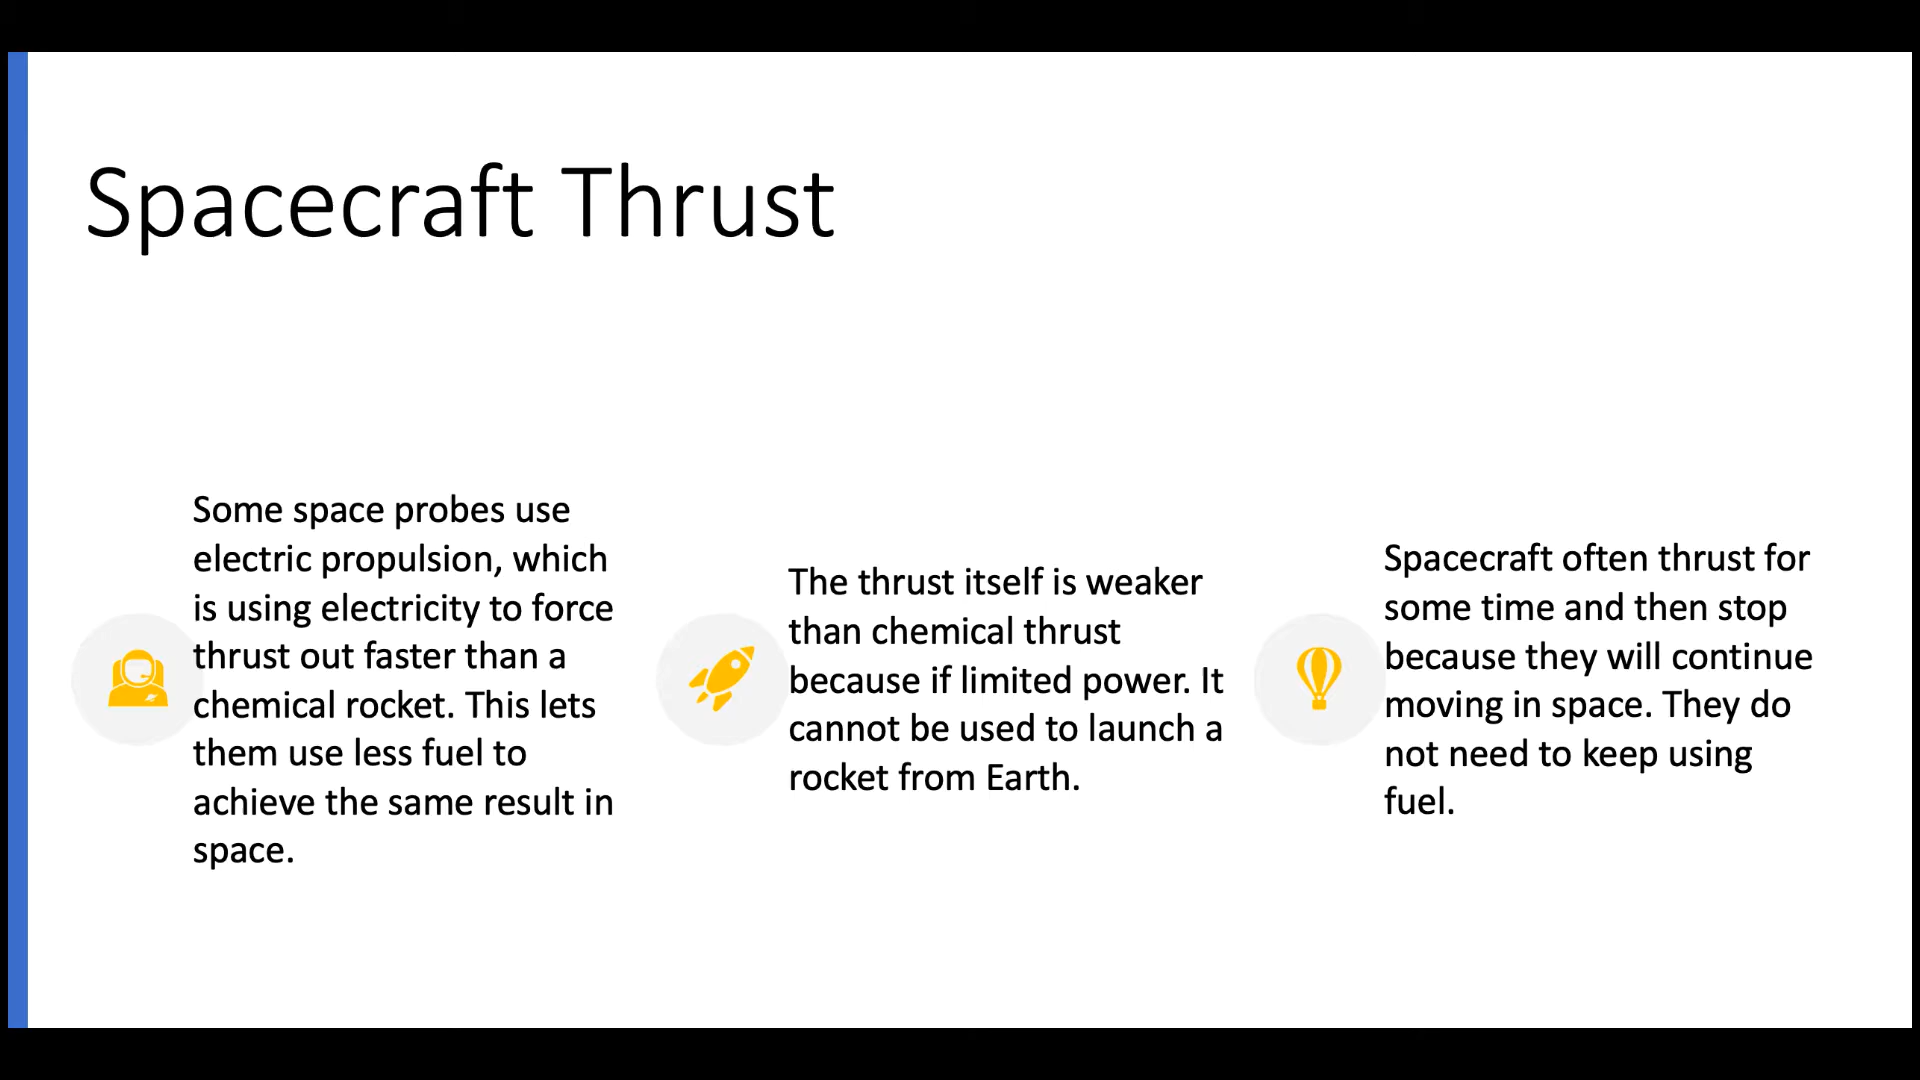 Spacecraft Thrust
Some space probes use
electric propulsion, which
is using electricity to force
thrust out faster than a
chemical rocket. This lets
them use less fuel to
achieve the same result in
space.
The thrust itself is weaker
than chemical thrust
because if limited power. It
cannot be used to launch a
rocket from Earth.
Spacecraft often thrust for
some time and then stop
because they will continue
moving in space. They do
not need to keep using
fuel.